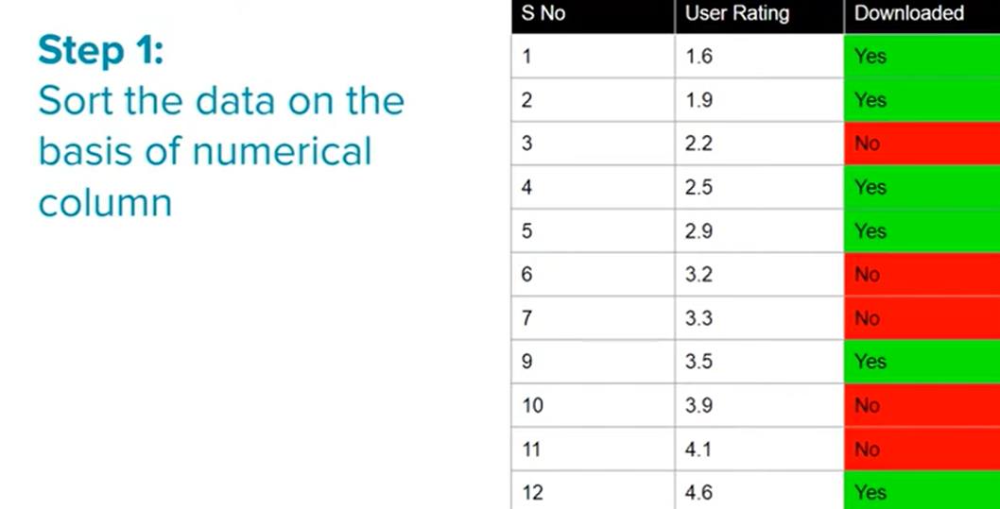 Step 1:
Sort the data on the
basis of numerical
column
S No User Rating Downloaded
1 1.6 Yes
2 1.9 Yes
3 2.2 No
4 2.5 Yes
5 2.9 Yes
6 3.2 No
7 3.3 No
9 3.5 Yes
10 3.9 No
11 4.1 No
12 4.6 Yes